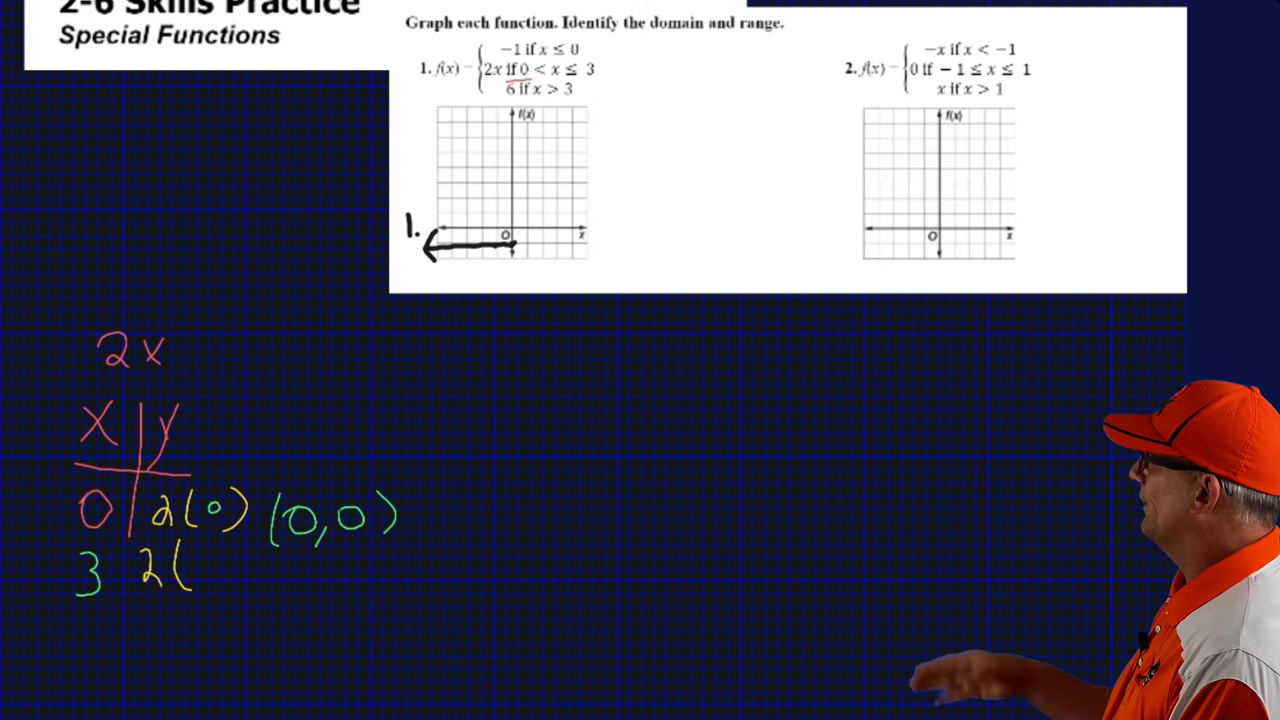 2-6 Skills Practice
Special Functions
Graph each function. Identify the domain and range.
1. f(x) = { −1 if x ≤ 0
2x if 0 < x ≤ 3
6 if x > 3
f(x)
O
x
1.
2. f(x) = { −x if x < −1
0 if − 1 ≤ x ≤ 1
x if x > 1
f(x)
O
x
2x
x | y
0 | 2(0) (0,0)
3 2(